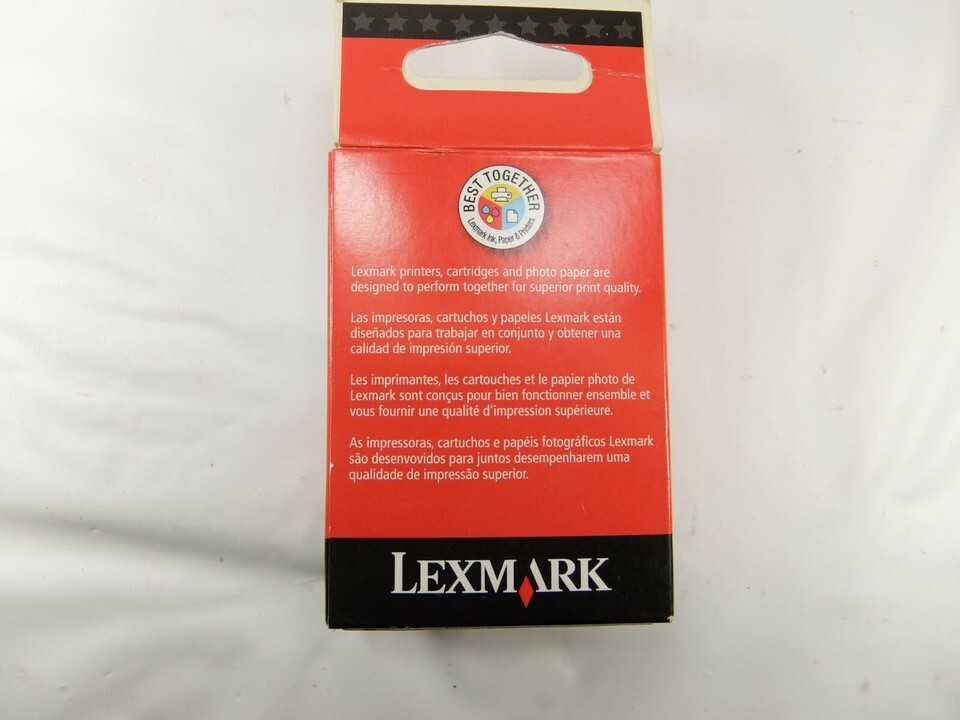 BEST TOGETHER
Lexmark Ink, Paper & Printers
Lexmark printers, cartridges and photo paper are
designed to perform together for superior print quality.
Las impresoras, cartuchos y papeles Lexmark están
diseñados para trabajar en conjunto y obtener una
calidad de impresión superior.
Les imprimantes, les cartouches et le papier photo de
Lexmark sont conçus pour bien fonctionner ensemble et
vous fournir une qualité d'impression supérieure.
As impressoras, cartuchos e papéis fotográficos Lexmark
são desenvovidos para juntos desempenharem uma
qualidade de impressão superior.
LEXMARK